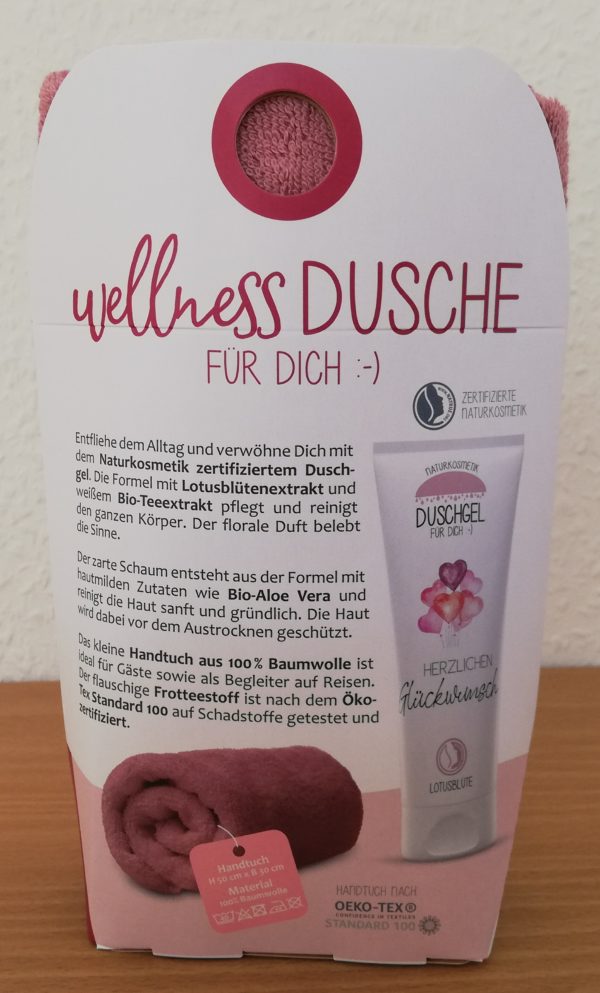 wellness DUSCHE
FÜR DICH :-)
ZERTIFIZIERTE
NATURKOSMETIK
Entfliehe dem Alltag und verwöhne Dich mit
dem Naturkosmetik zertifiziertem Dusch-
gel. Die Formel mit Lotusblütenextrakt und
weißem Bio-Teeextrakt pflegt und reinigt
den ganzen Körper. Der florale Duft belebt
die Sinne.
Der zarte Schaum entsteht aus der Formel mit
hautmilden Zutaten wie Bio-Aloe Vera und
reinigt die Haut sanft und gründlich. Die Haut
wird dabei vor dem Austrocknen geschützt.
Das kleine Handtuch aus 100% Baumwolle ist
ideal für Gäste sowie als Begleiter auf Reisen.
Der flauschige Frotteestoff ist nach dem Öko-
Tex Standard 100 auf Schadstoffe getestet und
zertifiziert.
NATURKOSMETIK
DUSCHGEL
FÜR DICH :-)
HERZLICHEN
Glückwunsch
LOTUSBLÜTE
Handtuch
H 50 cm x B 30 cm
Material
100% Baumwolle
HANDTUCH NACH
OEKO-TEX®
CONFIDENCE IN TEXTILES
STANDARD 100